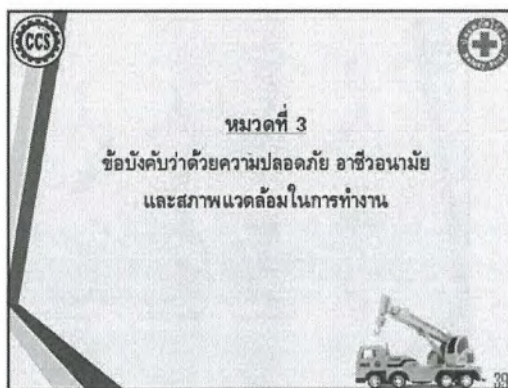 CCS
หมวดที่ 3
ข้อบังคับว่าด้วยความปลอดภัย อาชีวอนามัย
และสภาพแวดล้อมในการทำงาน
39